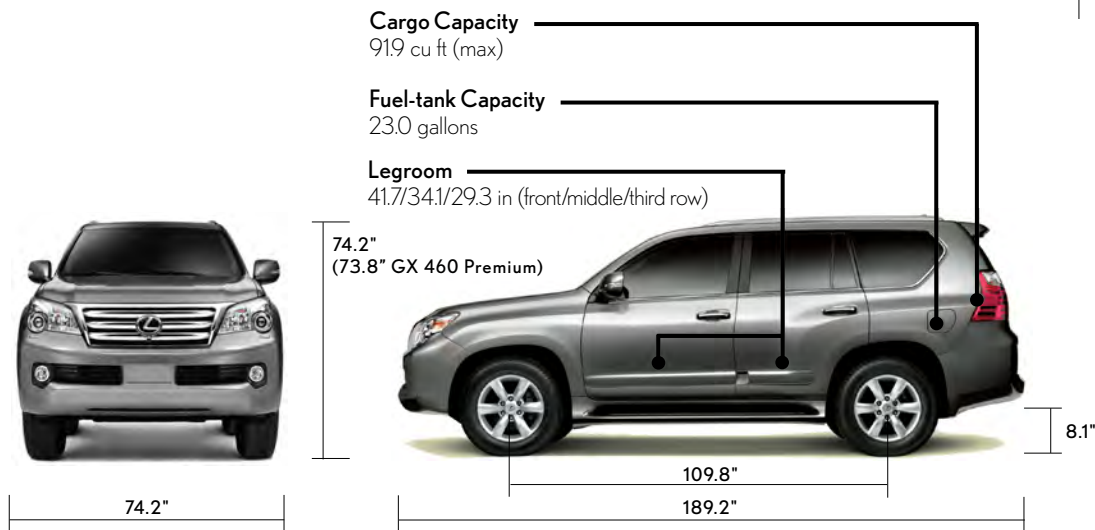 Cargo Capacity
91.9 cu ft (max)
Fuel-tank Capacity
23.0 gallons
Legroom
41.7/34.1/29.3 in (front/middle/third row)
74.2"
(73.8" GX 460 Premium)
8.1"
109.8"
74.2"
189.2"